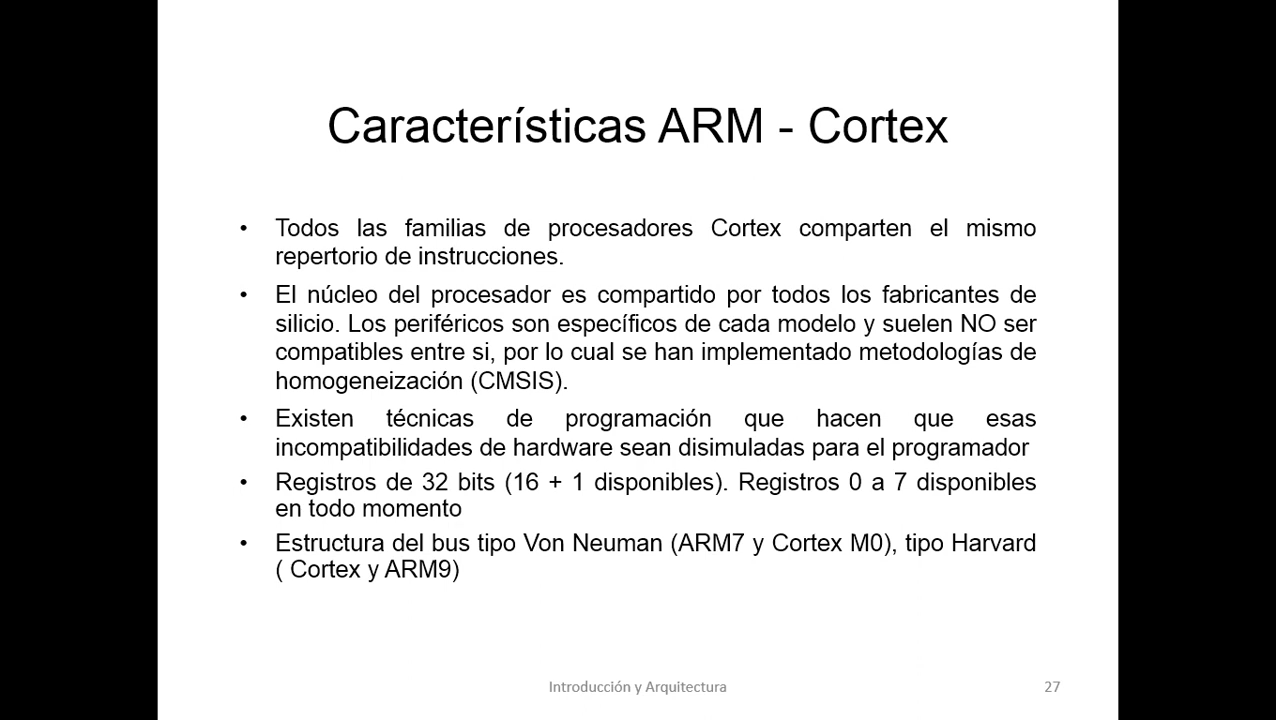 Características ARM - Cortex
• Todos las familias de procesadores Cortex comparten el mismo
repertorio de instrucciones.
• El núcleo del procesador es compartido por todos los fabricantes de
silicio. Los periféricos son específicos de cada modelo y suelen NO ser
compatibles entre si, por lo cual se han implementado metodologías de
homogeneización (CMSIS).
• Existen técnicas de programación que hacen que esas
incompatibilidades de hardware sean disimuladas para el programador
• Registros de 32 bits (16 + 1 disponibles). Registros 0 a 7 disponibles
en todo momento
• Estructura del bus tipo Von Neuman (ARM7 y Cortex M0), tipo Harvard
( Cortex y ARM9)
Introducción y Arquitectura
27